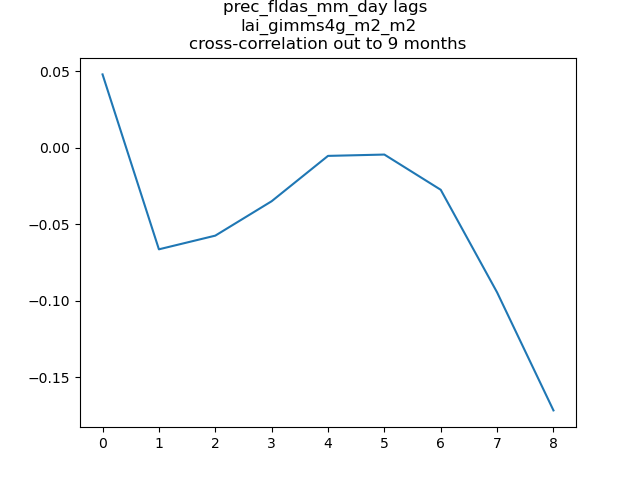 prec_fldas_mm_day lags
lai_gimms4g_m2_m2
cross-correlation out to 9 months
0.05
0.00
−0.05
−0.10
−0.15
0 1 2 3 4 5 6 7 8